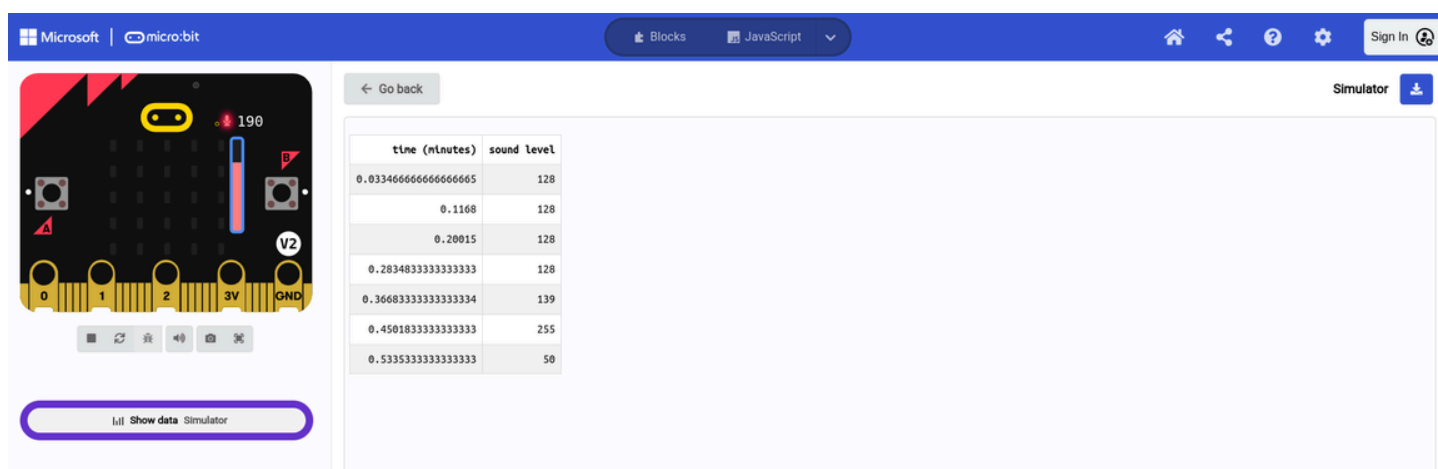 Microsoft micro:bit
Blocks JavaScript
Sign In
Go back
Simulator
190
B
A
V2
0 1 2 3V GND
time (minutes) sound level
0.033466666666666665 128
0.1168 128
0.20015 128
0.2834833333333333 128
0.36683333333333334 139
0.4501833333333333 255
0.5335333333333333 50
Show data Simulator